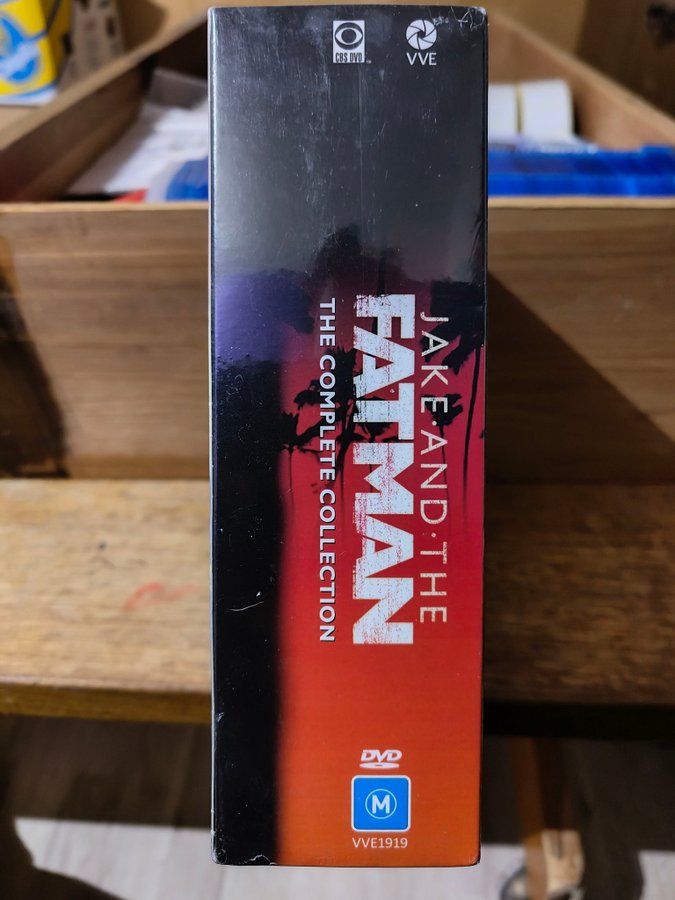 CBS DVD
VVE
JAKE·AND·THE
FATMAN
THE COMPLETE COLLECTION
DVD
M
VVE1919